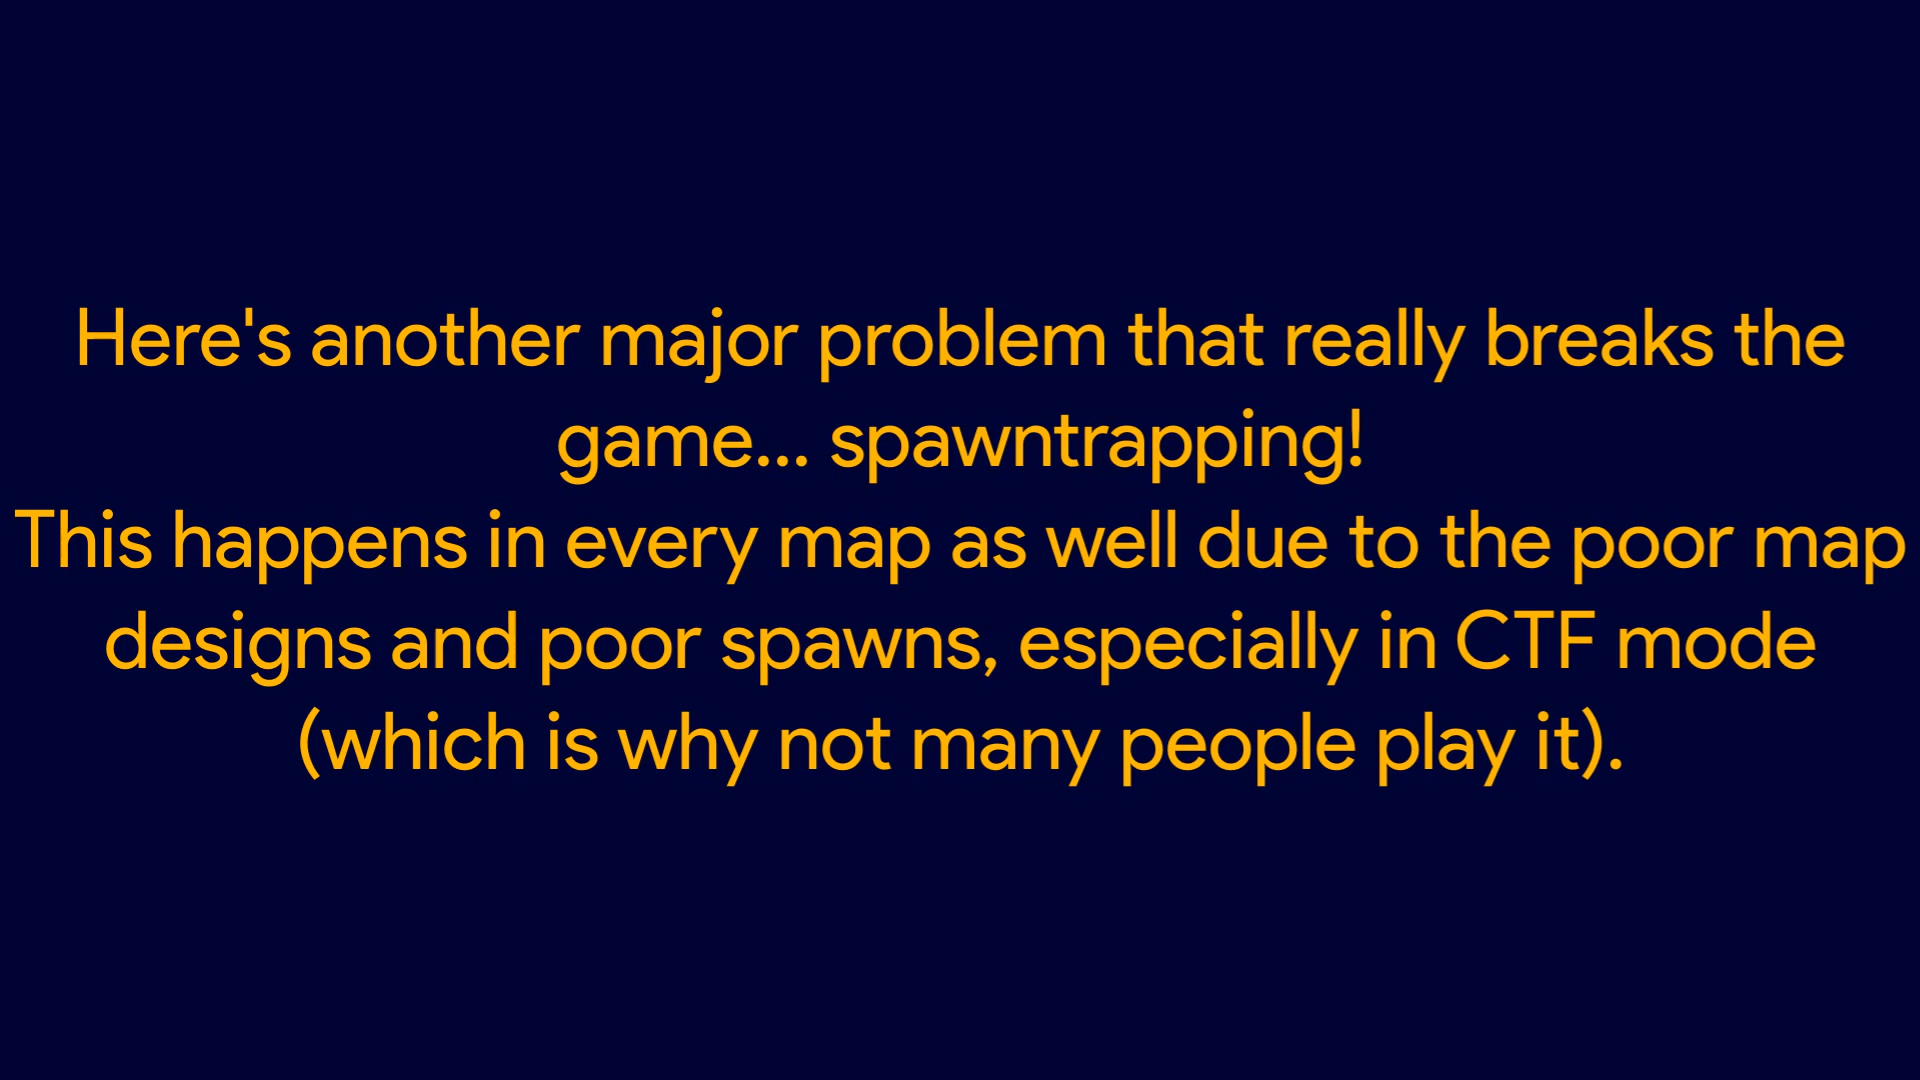 Here's another major problem that really breaks the
game... spawntrapping!
This happens in every map as well due to the poor map
designs and poor spawns, especially in CTF mode
(which is why not many people play it).